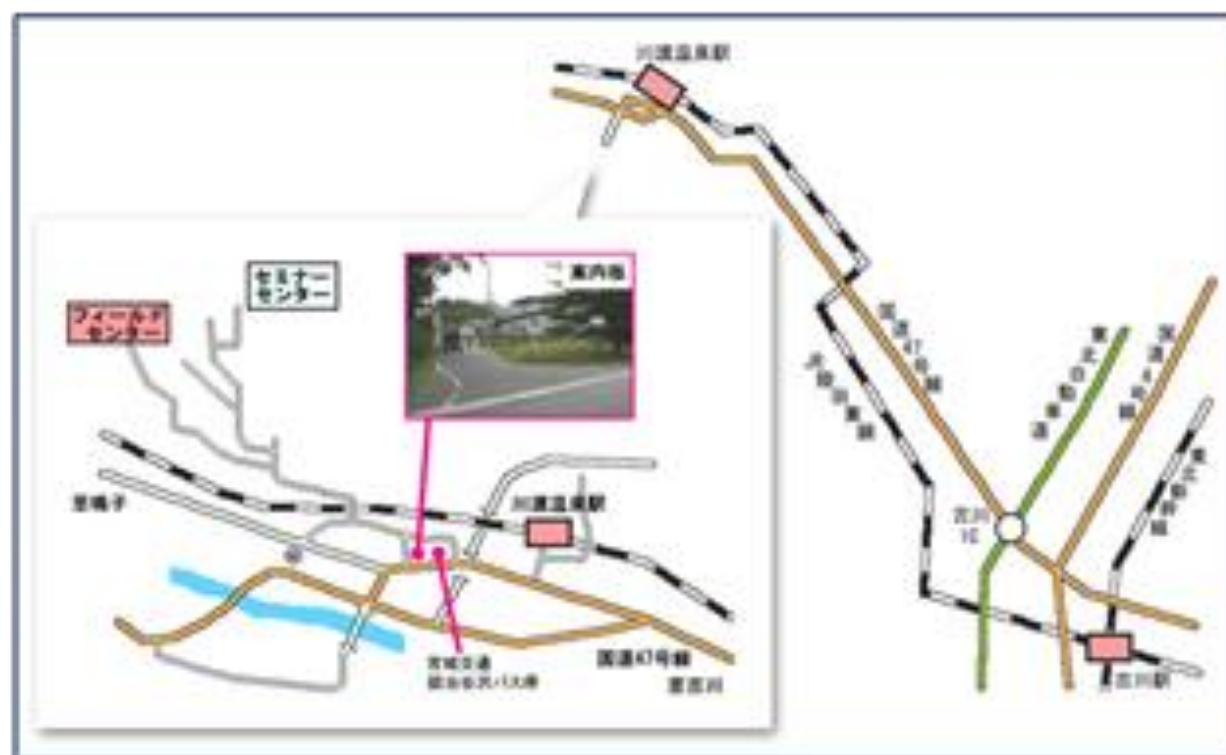 川渡温泉駅
セミナー
センター
案内板
フィールド
センター
国道47号線
JR陸羽東線
東北自動車道
国道4号線
東北新幹線
至鳴子
川渡温泉駅
古川
IC
宮城交通
国道47号線
至古川
古川駅